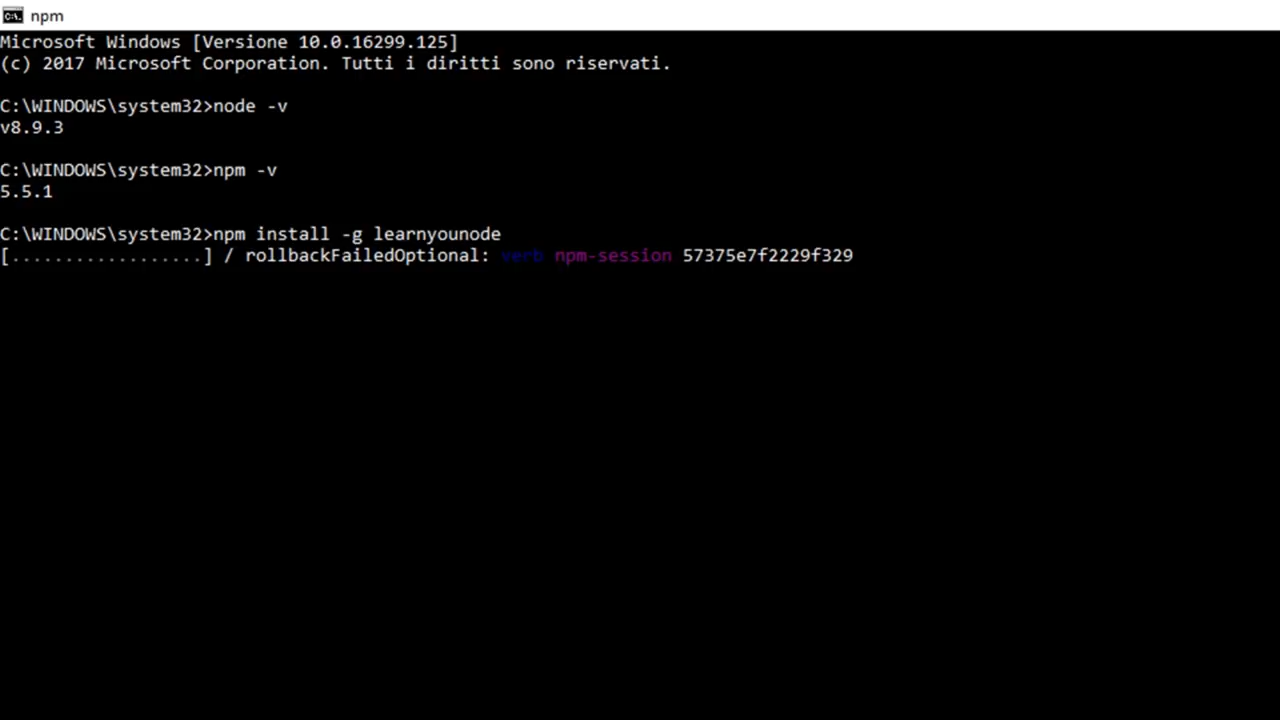 npm
Microsoft Windows [Versione 10.0.16299.125]
(c) 2017 Microsoft Corporation. Tutti i diritti sono riservati.
C:\WINDOWS\system32>node -v
v8.9.3
C:\WINDOWS\system32>npm -v
5.5.1
C:\WINDOWS\system32>npm install -g learnyounode
[..................] / rollbackFailedOptional: verb npm-session 57375e7f2229f329